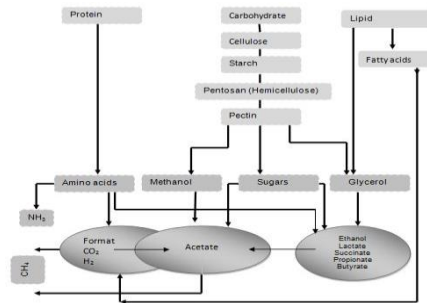 Protein
Carbohydrate
Lipid
Cellulose
Fatty acids
Starch
Pentosan (Hemicellulose)
Pectin
Amino acids
Methanol
Sugars
Glycerol
NH₃
Format
CO₂
H₂
Acetate
Ethanol
Lactate
Succinate
Propionate
Butyrate
CH₄